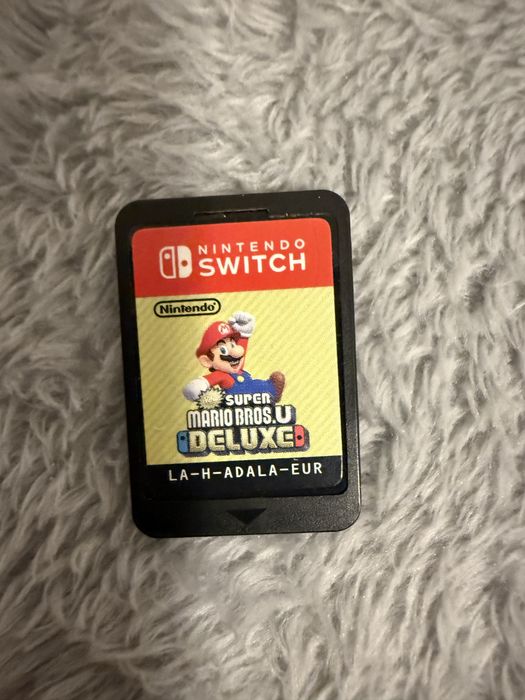 NINTENDO
SWITCH
Nintendo
NEW SUPER
MARIO BROS.U
DELUXE
LA-H-ADALA-EUR